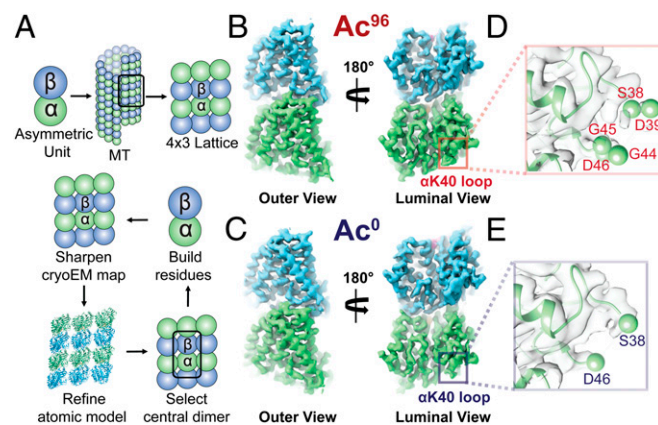 A
β
α
Asymmetric
Unit
MT
β
α
4x3 Lattice
β
α
Sharpen
cryoEM map
β
α
Build
residues
Refine
atomic model
β
α
Select
central dimer
B
Ac96
180°
Outer View
Luminal View
αK40 loop
C
Ac0
180°
Outer View
Luminal View
αK40 loop
D
S38
D39
G45
D46
G44
E
S38
D46